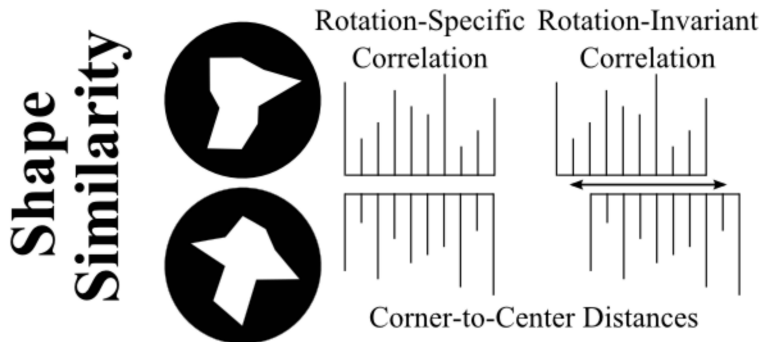 Shape
Similarity
Rotation-Specific
Correlation
Rotation-Invariant
Correlation
Corner-to-Center Distances